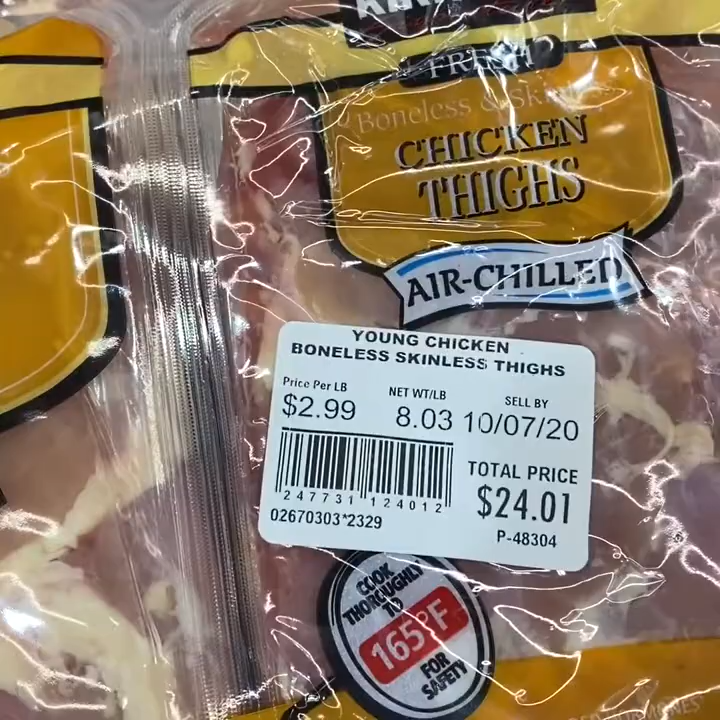 FRESH
Boneless &
CHICKEN
THIGHS
AIR-CHILLED
YOUNG CHICKEN
BONELESS SKINLESS THIGHS
Price Per LB
NET WT/LB
SELL BY
$2.99
8.03
10/07/20
TOTAL PRICE
$24.01
247731 124012
02670303*2329
P-48304
COOK
THOROUGHLY
TO
165°F
FOR
SAFETY